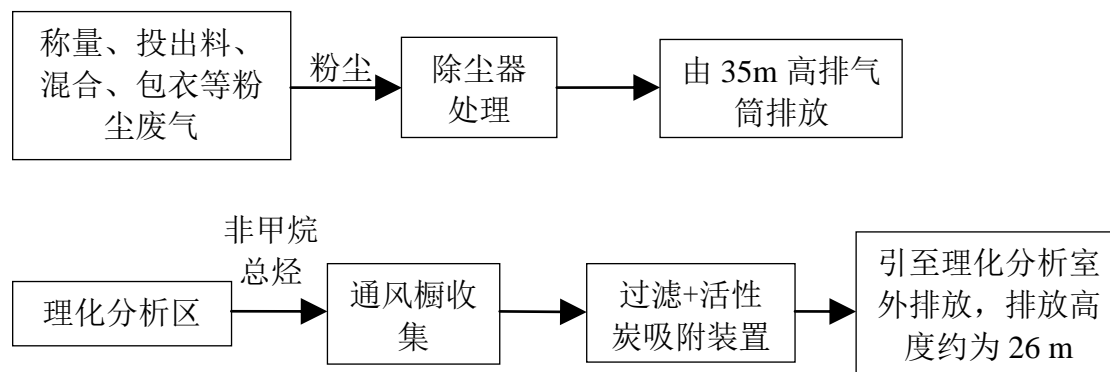 称量、投出料、
混合、包衣等粉
尘废气
粉尘
除尘器
处理
由 35m 高排气
筒排放
理化分析区
非甲烷
总烃
通风橱收
集
过滤+活性
炭吸附装置
引至理化分析室
外排放，排放高
度约为 26 m